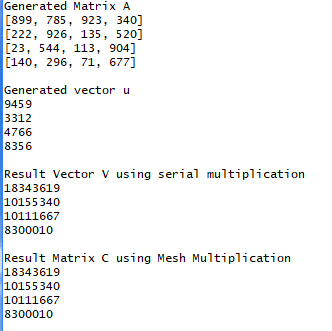 Generated Matrix A
[899, 785, 923, 340]
[222, 926, 135, 520]
[23, 544, 113, 904]
[140, 296, 71, 677]
Generated vector u
9459
3312
4766
8356
Result Vector V using serial multiplication
18343619
10155340
10111667
8300010
Result Matrix C using Mesh Multiplication
18343619
10155340
10111667
8300010